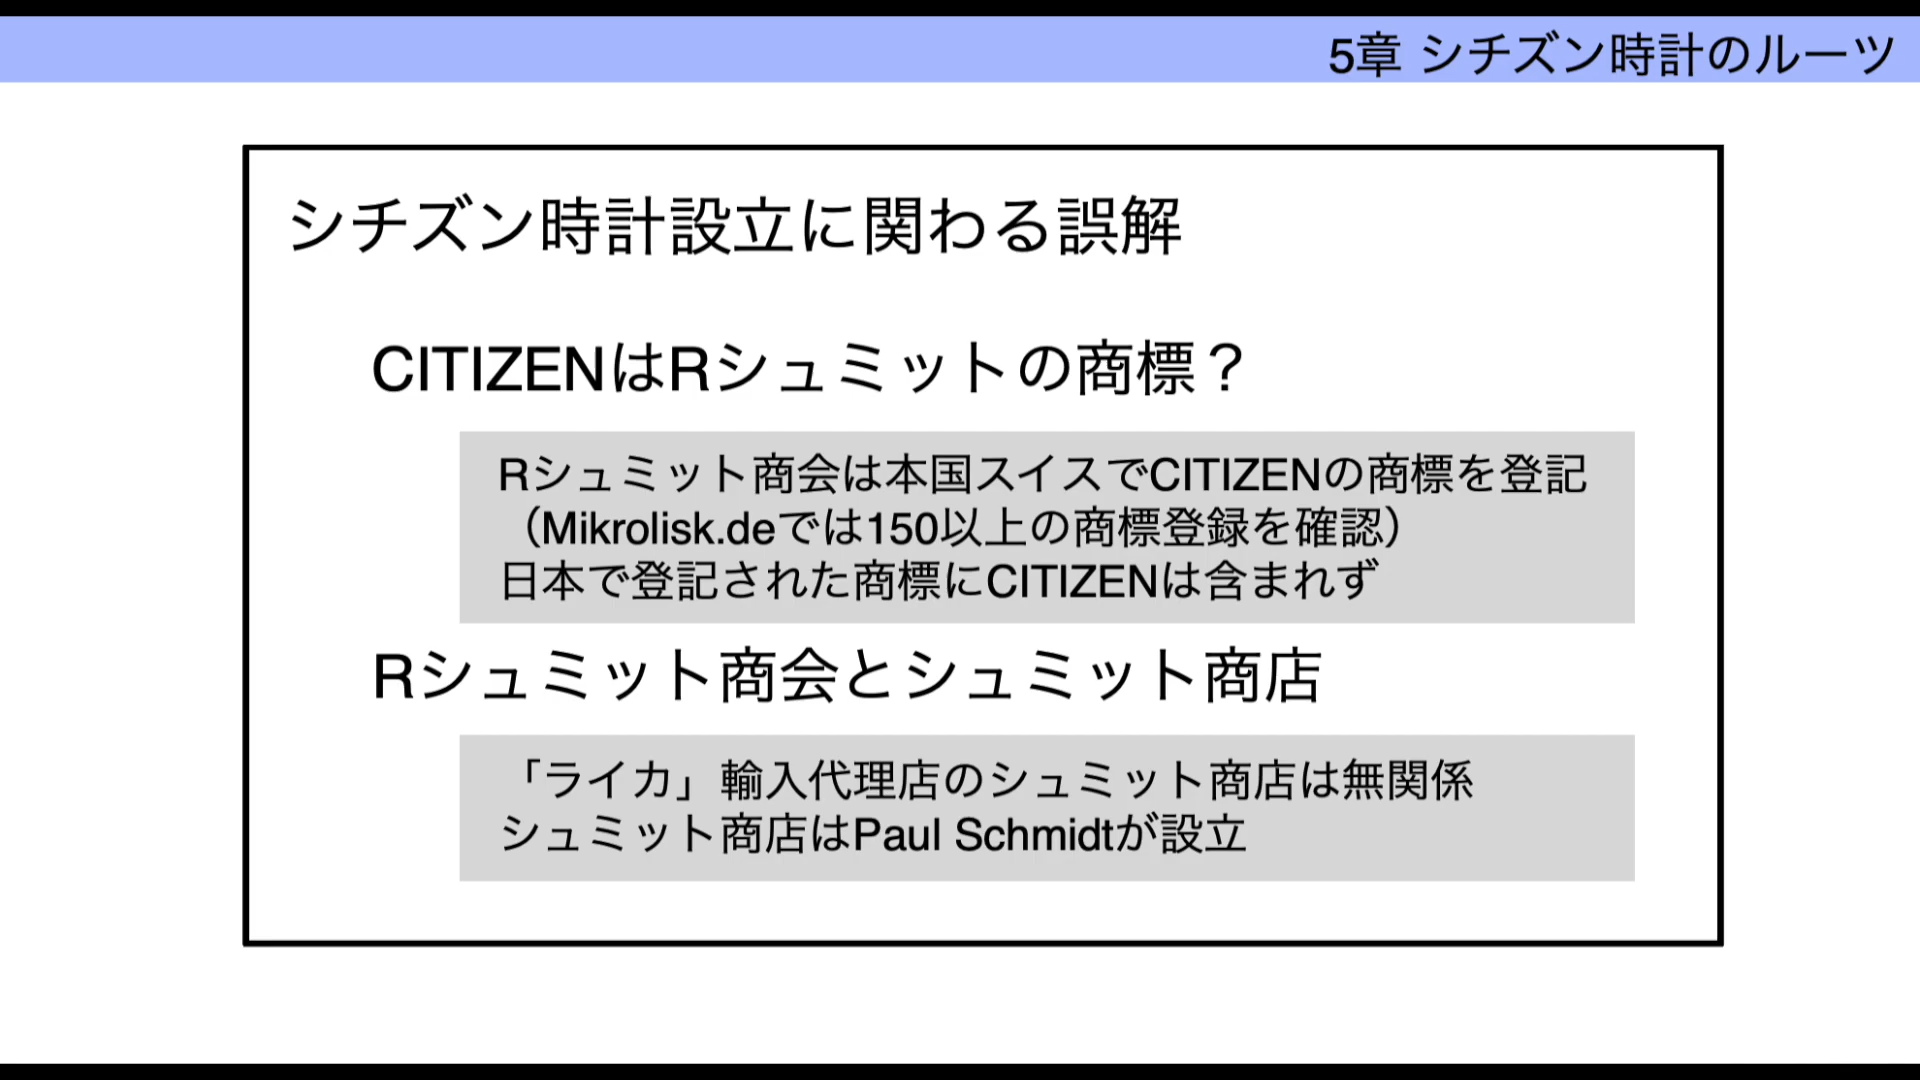 5章 シチズン時計のルーツ
シチズン時計設立に関わる誤解
CITIZENはRシュミットの商標？
Rシュミット商会は本国スイスでCITIZENの商標を登記
（Mikrolisk.deでは150以上の商標登録を確認）
日本で登記された商標にCITIZENは含まれず
Rシュミット商会とシュミット商店
「ライカ」輸入代理店のシュミット商店は無関係
シュミット商店はPaul Schmidtが設立